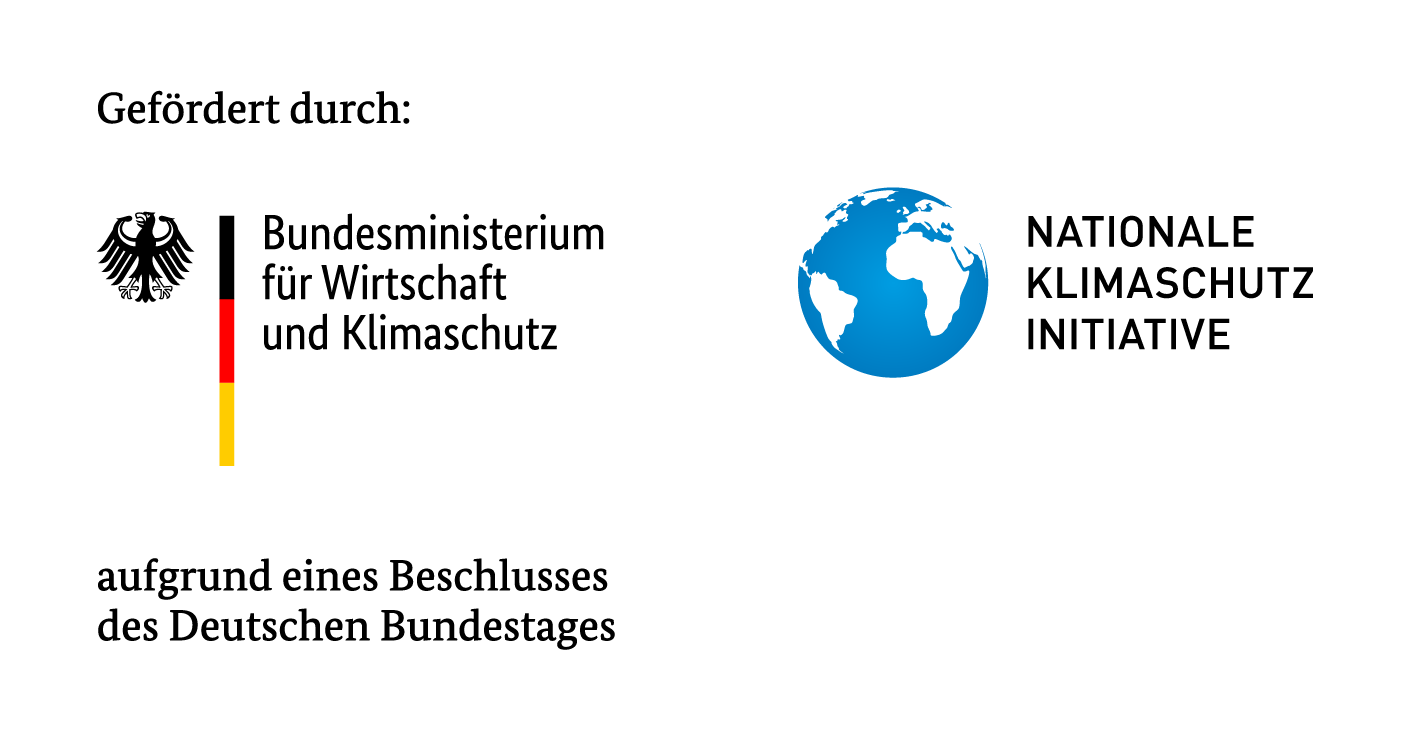 Gefördert durch:
Bundesministerium
für Wirtschaft
und Klimaschutz
NATIONALE
KLIMASCHUTZ
INITIATIVE
aufgrund eines Beschlusses
des Deutschen Bundestages